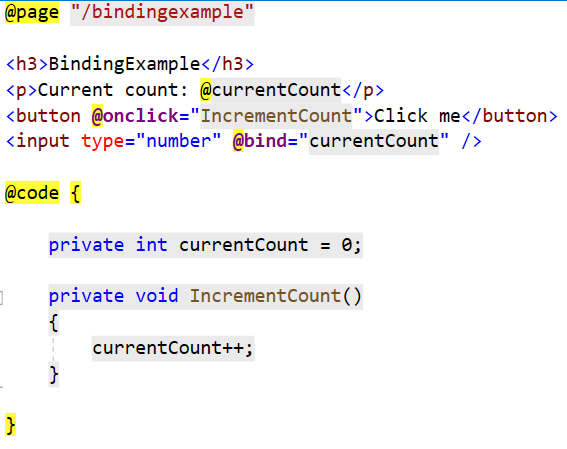 @page "/bindingexample"
<h3>BindingExample</h3>
<p>Current count: @currentCount</p>
<button @onclick="IncrementCount">Click me</button>
<input type="number" @bind="currentCount" />
@code {
private int currentCount = 0;
private void IncrementCount()
{
currentCount++;
}
}